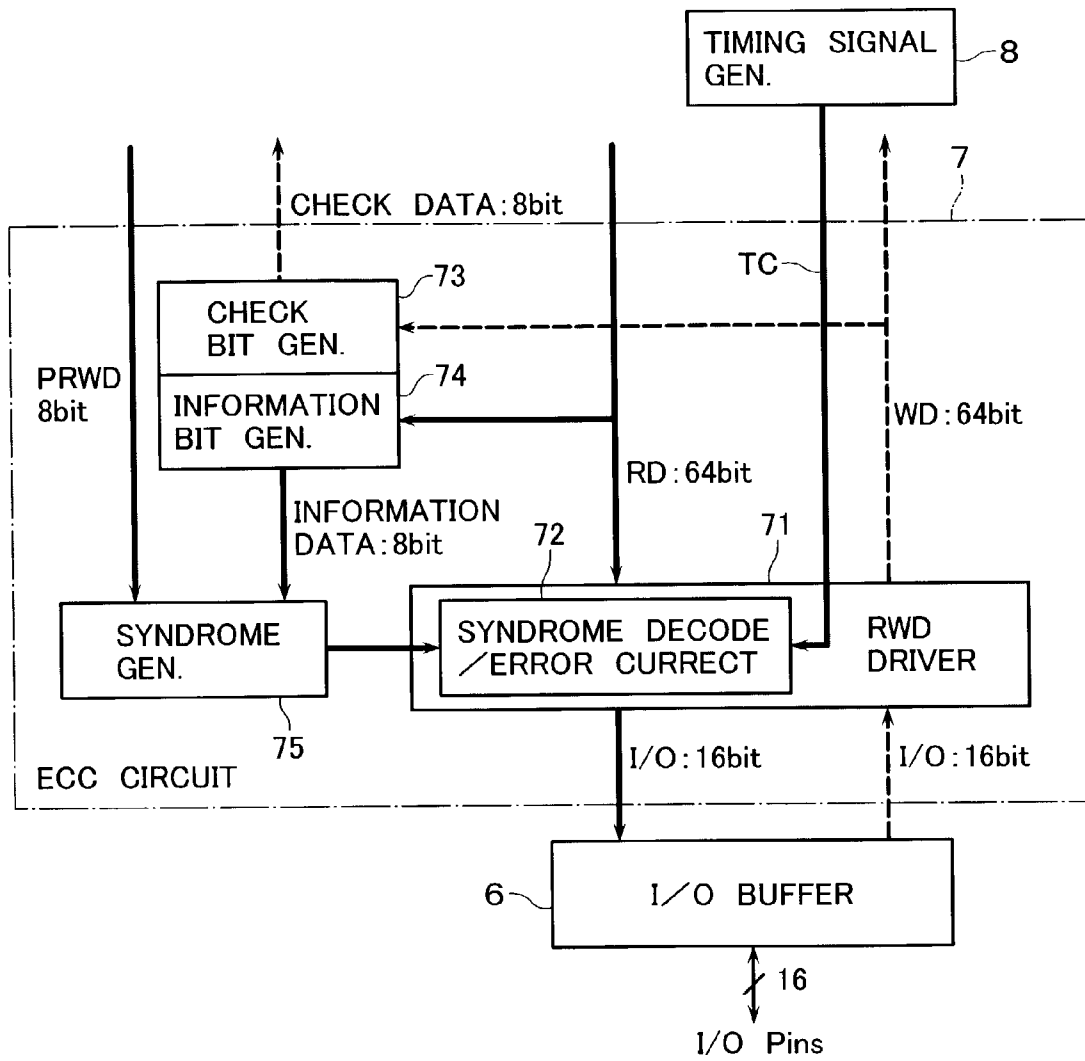 TIMING SIGNAL
GEN.
8
7
CHECK DATA:8bit
TC
73
CHECK
BIT GEN.
PRWD
8bit
74
INFORMATION
BIT GEN.
WD:64bit
RD:64bit
INFORMATION
DATA:8bit
72
71
SYNDROME
GEN.
SYNDROME DECODE
/ERROR CURRECT
RWD
DRIVER
75
I/O:16bit
I/O:16bit
ECC CIRCUIT
6
I/O BUFFER
16
I/O Pins